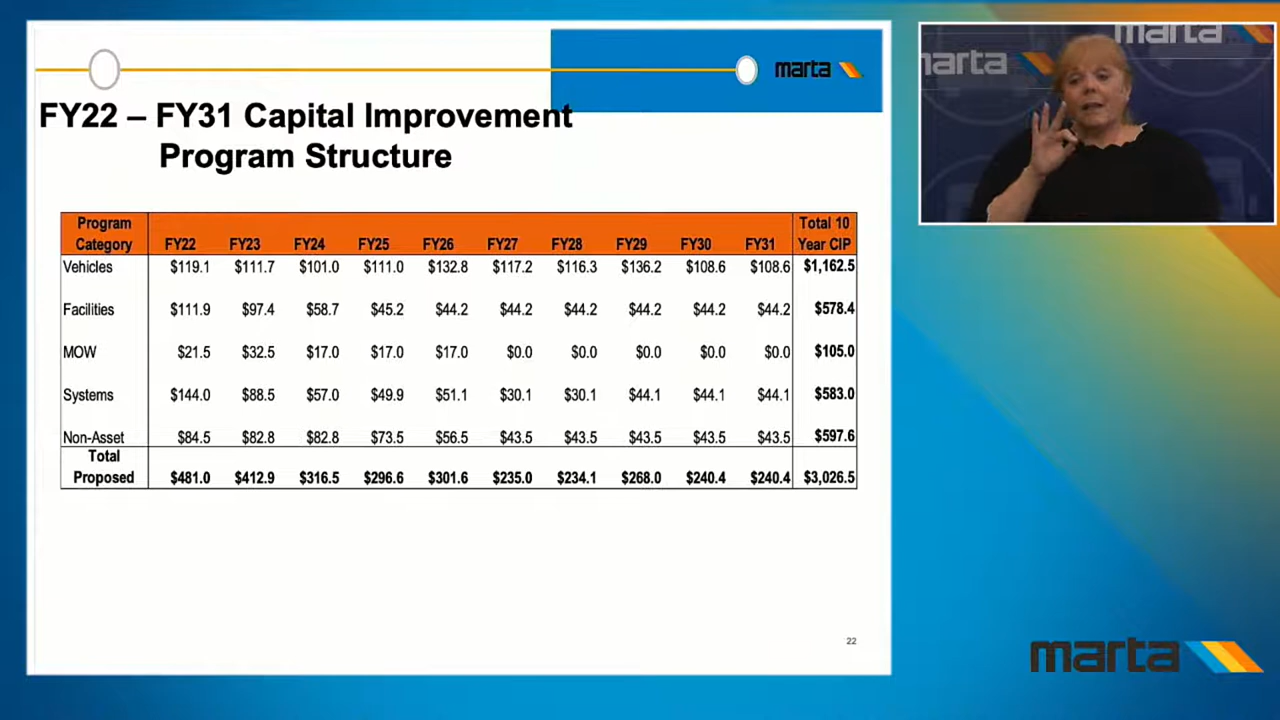 marta
FY22 – FY31 Capital Improvement
Program Structure
Program Category FY22 FY23 FY24 FY25 FY26 FY27 FY28 FY29 FY30 FY31 Total 10 Year CIP
Vehicles $119.1 $111.7 $101.0 $111.0 $132.8 $117.2 $116.3 $136.2 $108.6 $108.6 $1,162.5
Facilities $111.9 $97.4 $58.7 $45.2 $44.2 $44.2 $44.2 $44.2 $44.2 $44.2 $578.4
MOW $21.5 $32.5 $17.0 $17.0 $17.0 $0.0 $0.0 $0.0 $0.0 $0.0 $105.0
Systems $144.0 $88.5 $57.0 $49.9 $51.1 $30.1 $30.1 $44.1 $44.1 $44.1 $583.0
Non-Asset $84.5 $82.8 $82.8 $73.5 $56.5 $43.5 $43.5 $43.5 $43.5 $43.5 $597.6
Total Proposed $481.0 $412.9 $316.5 $296.6 $301.6 $235.0 $234.1 $268.0 $240.4 $240.4 $3,026.5
22
marta
marta
marta